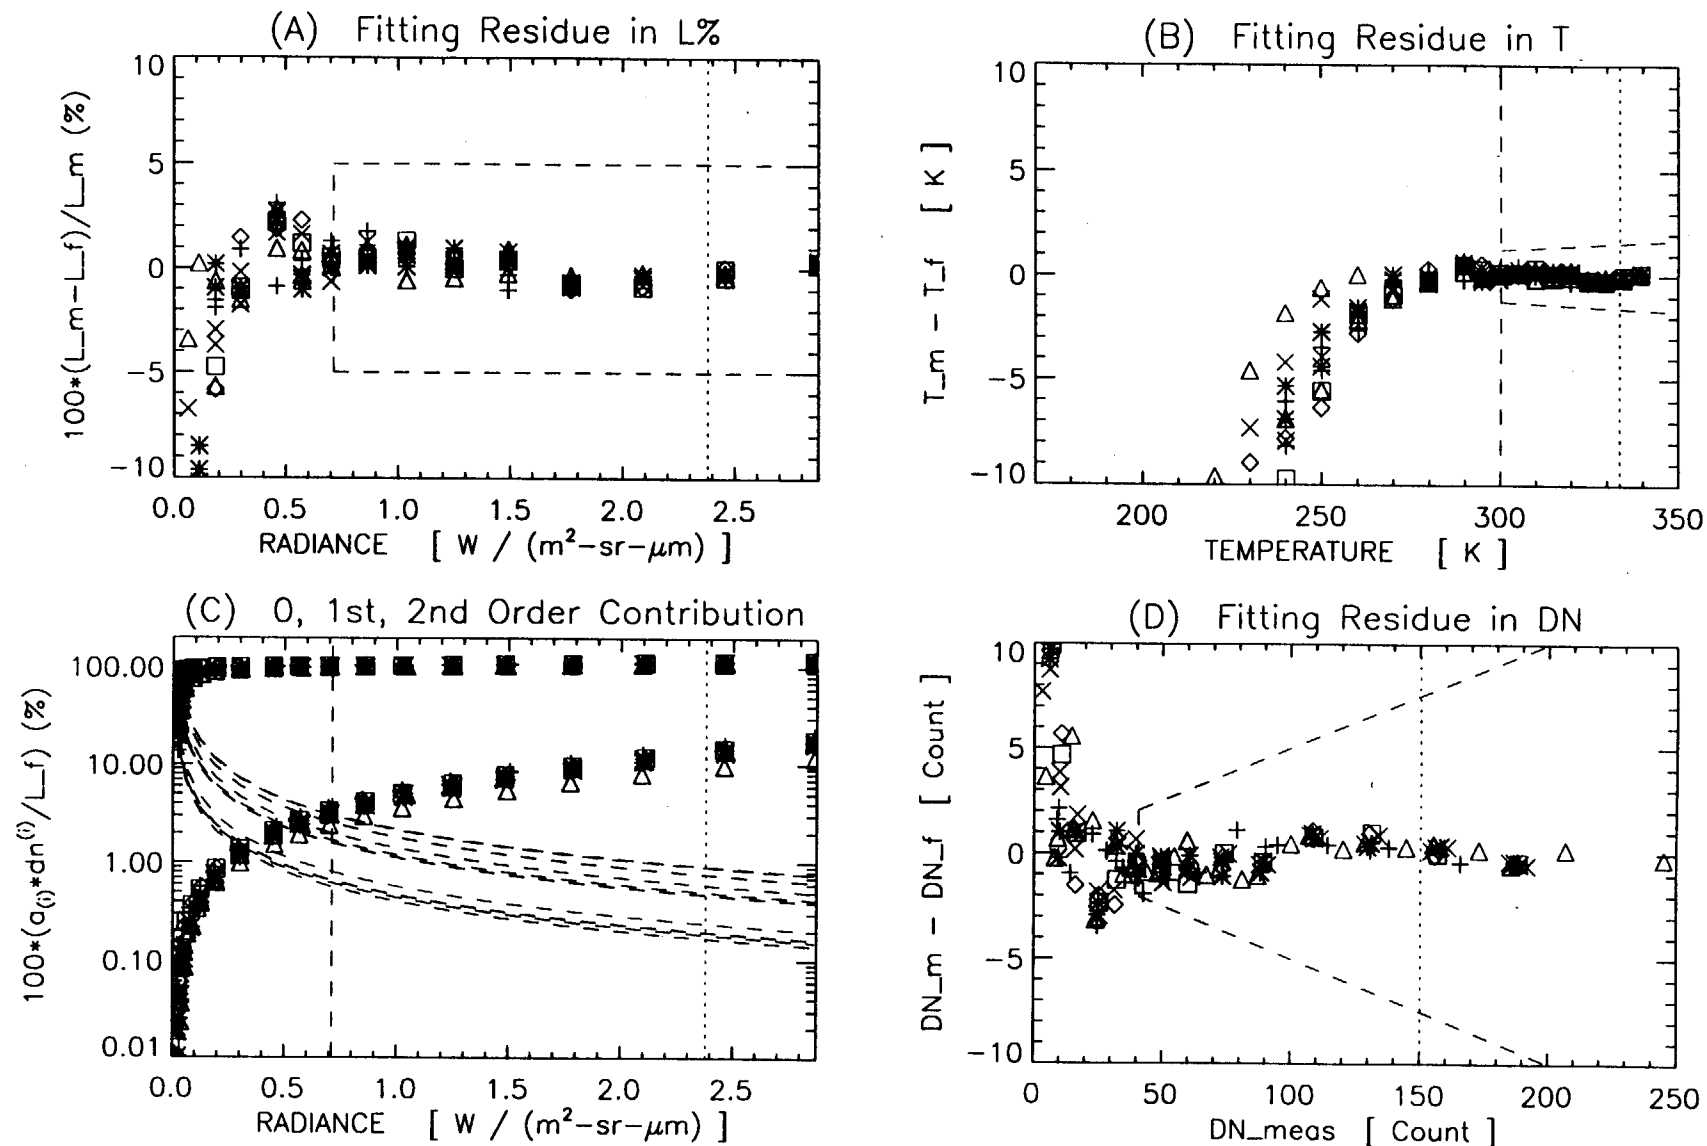 (A) Fitting Residue in L%
100*(L_m-L_f)/L_m (%)
10
5
0
-5
-10
0.0 0.5 1.0 1.5 2.0 2.5
RADIANCE [ W / (m²-sr-μm) ]
(B) Fitting Residue in T
T_m - T_f [ K ]
10
5
0
-5
-10
200 250 300 350
TEMPERATURE [ K ]
(C) 0, 1st, 2nd Order Contribution
100*(a(i)*dn(i)/L_f) (%)
100.00
10.00
1.00
0.10
0.01
0.0 0.5 1.0 1.5 2.0 2.5
RADIANCE [ W / (m²-sr-μm) ]
(D) Fitting Residue in DN
DN_m - DN_f [ Count ]
10
5
0
-5
-10
0 50 100 150 200 250
DN_meas [ Count ]